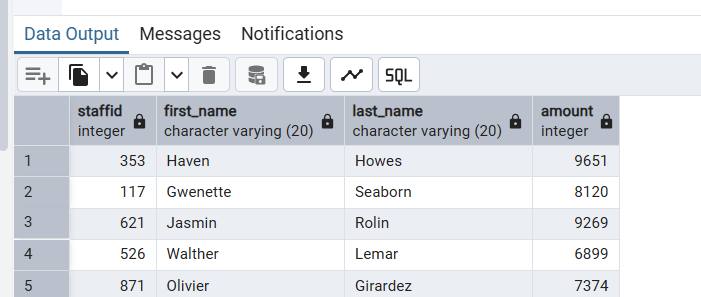 Data Output Messages Notifications
SQL
staffid first_name last_name amount
integer character varying (20) character varying (20) integer
1 353 Haven Howes 9651
2 117 Gwenette Seaborn 8120
3 621 Jasmin Rolin 9269
4 526 Walther Lemar 6899
5 871 Olivier Girardez 7374